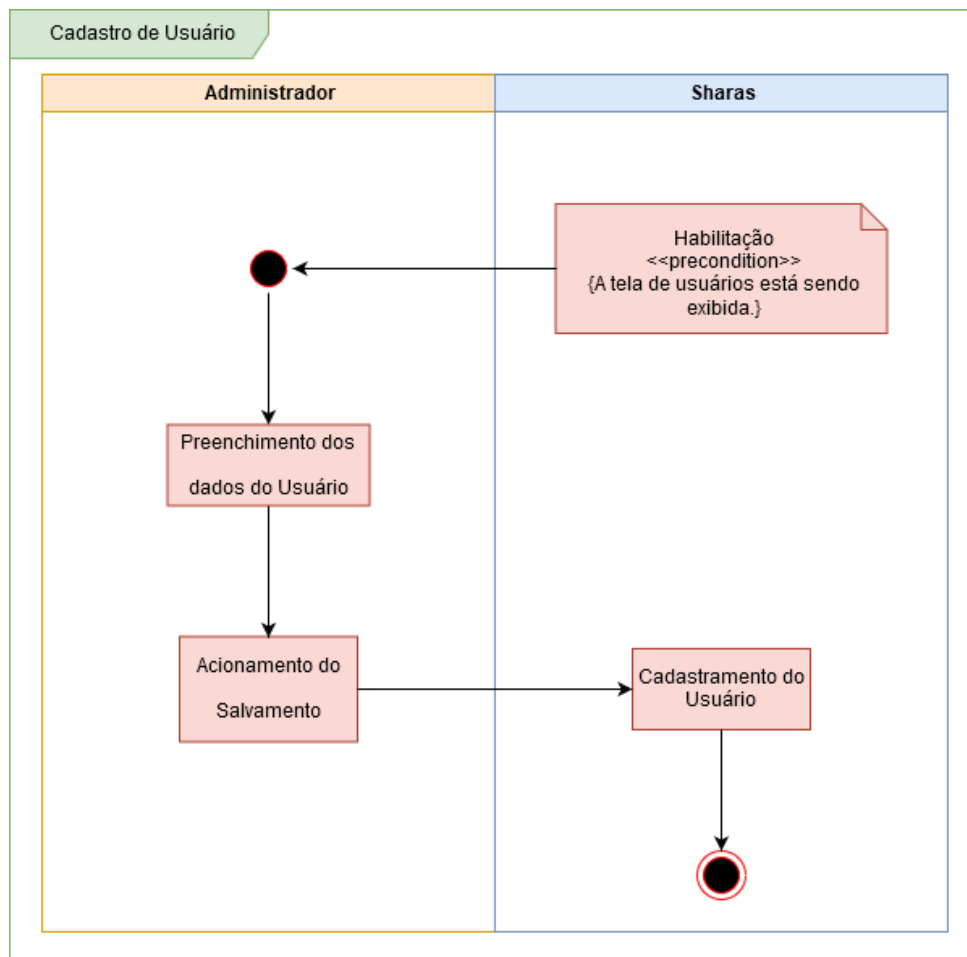 Cadastro de Usuário
Administrador
Sharas
Habilitação
<<precondition>>
{A tela de usuários está sendo
exibida.}
Preenchimento dos
dados do Usuário
Acionamento do
Salvamento
Cadastramento do
Usuário